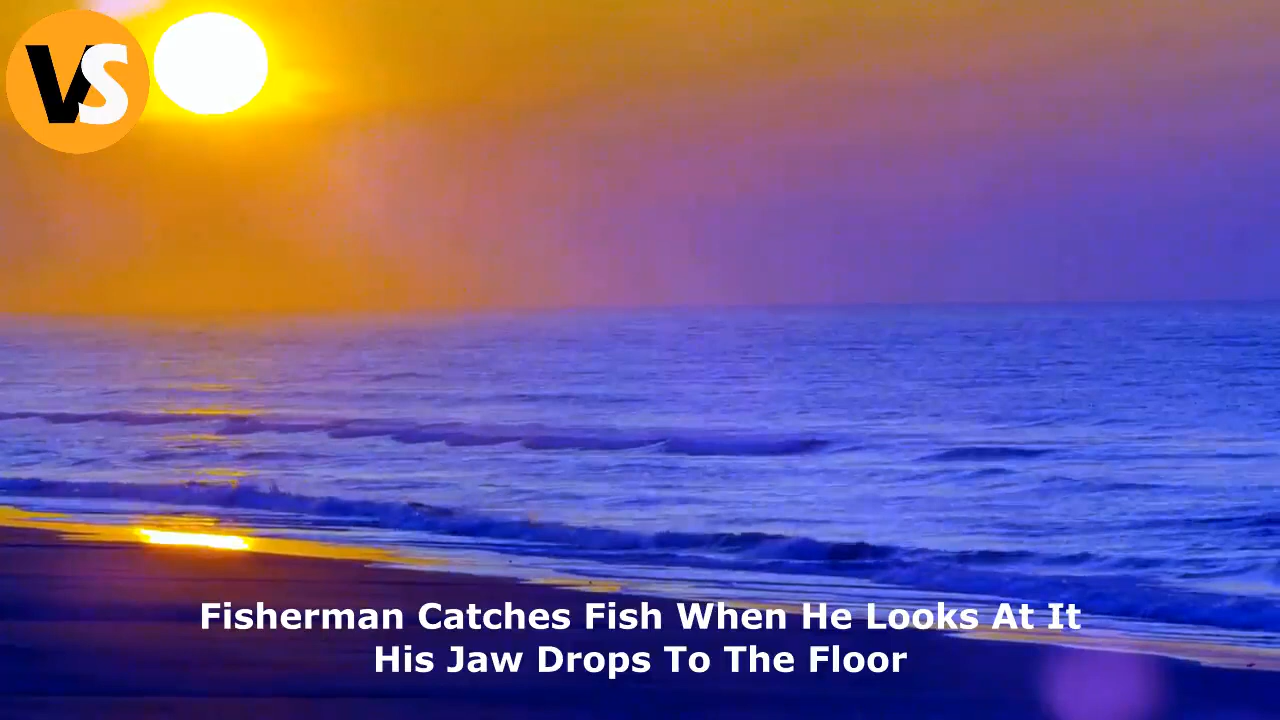 VS
Fisherman Catches Fish When He Looks At It
His Jaw Drops To The Floor